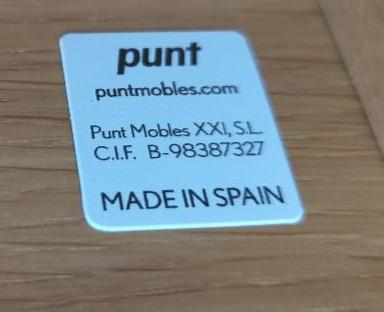 punt
puntmobles.com
Punt Mobles XXI, S.L.
C.I.F. B-98387327
MADE IN SPAIN